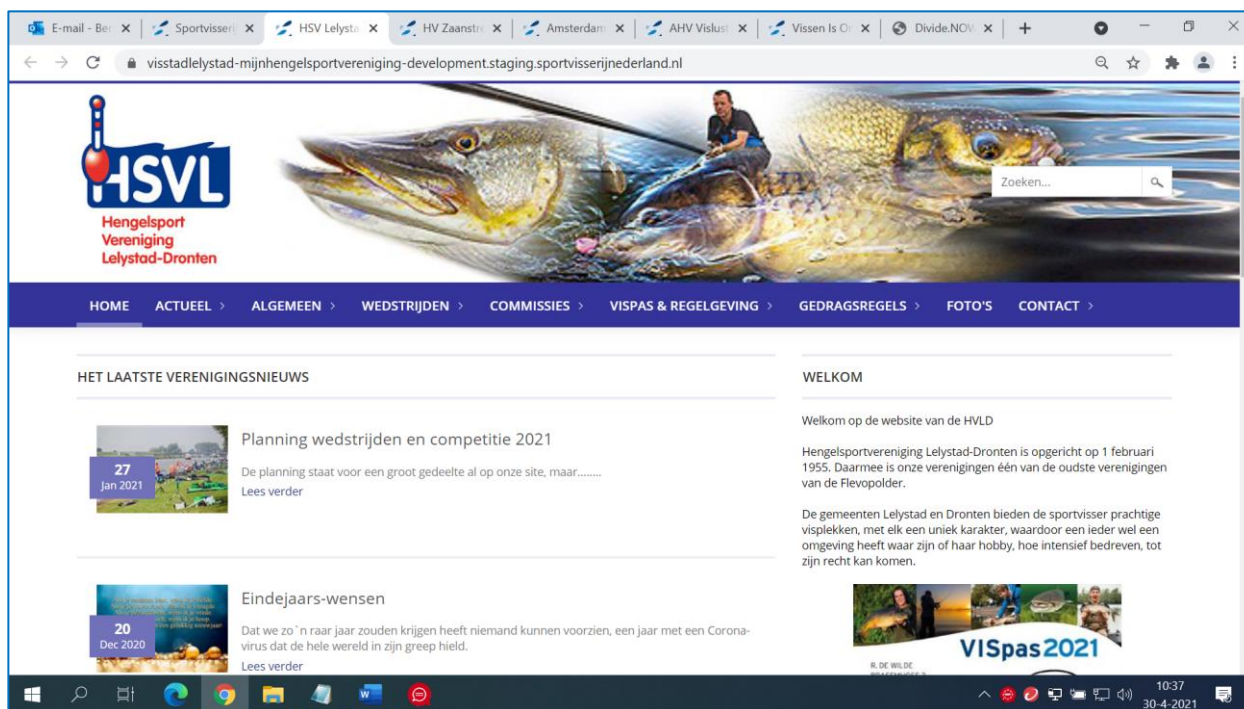 E-mail - Be
Sportvisseri
HSV Lelysta
HV Zaanstre
Amsterdam
AHV Vislust
Vissen Is O
Divide.NOV
visstadlelystad-mijnhengelsportvereniging-development.staging.sportvisserijnederland.nl
HSVL
Hengelsport
Vereniging
Lelystad-Dronten
Zoeken...
HOME ACTUEEL > ALGEMEEN > WEDSTRIJDEN > COMMISSIES > VISPAS & REGELGEVING > GEDRAGSREGELS > FOTO'S CONTACT >
HET LAATSTE VERENIGINGSNIEUWS
27
Jan 2021
Planning wedstrijden en competitie 2021
De planning staat voor een groot gedeelte al op onze site, maar........
Lees verder
20
Dec 2020
Eindejaars-wensen
Dat we zo`n raar jaar zouden krijgen heeft niemand kunnen voorzien, een jaar met een Corona-
virus dat de hele wereld in zijn greep hield.
Lees verder
WELKOM
Welkom op de website van de HVLD
Hengelsportvereniging Lelystad-Dronten is opgericht op 1 februari
1955. Daarmee is onze verenigingen één van de oudste verenigingen
van de Flevopolder.
De gemeenten Lelystad en Dronten bieden de sportvisser prachtige
visplekken, met elk een uniek karakter, waardoor een ieder wel een
omgeving heeft waar zijn of haar hobby, hoe intensief bedreven, tot
zijn recht kan komen.
VISpas 2021
R. DE WILDE
10:37
30-4-2021